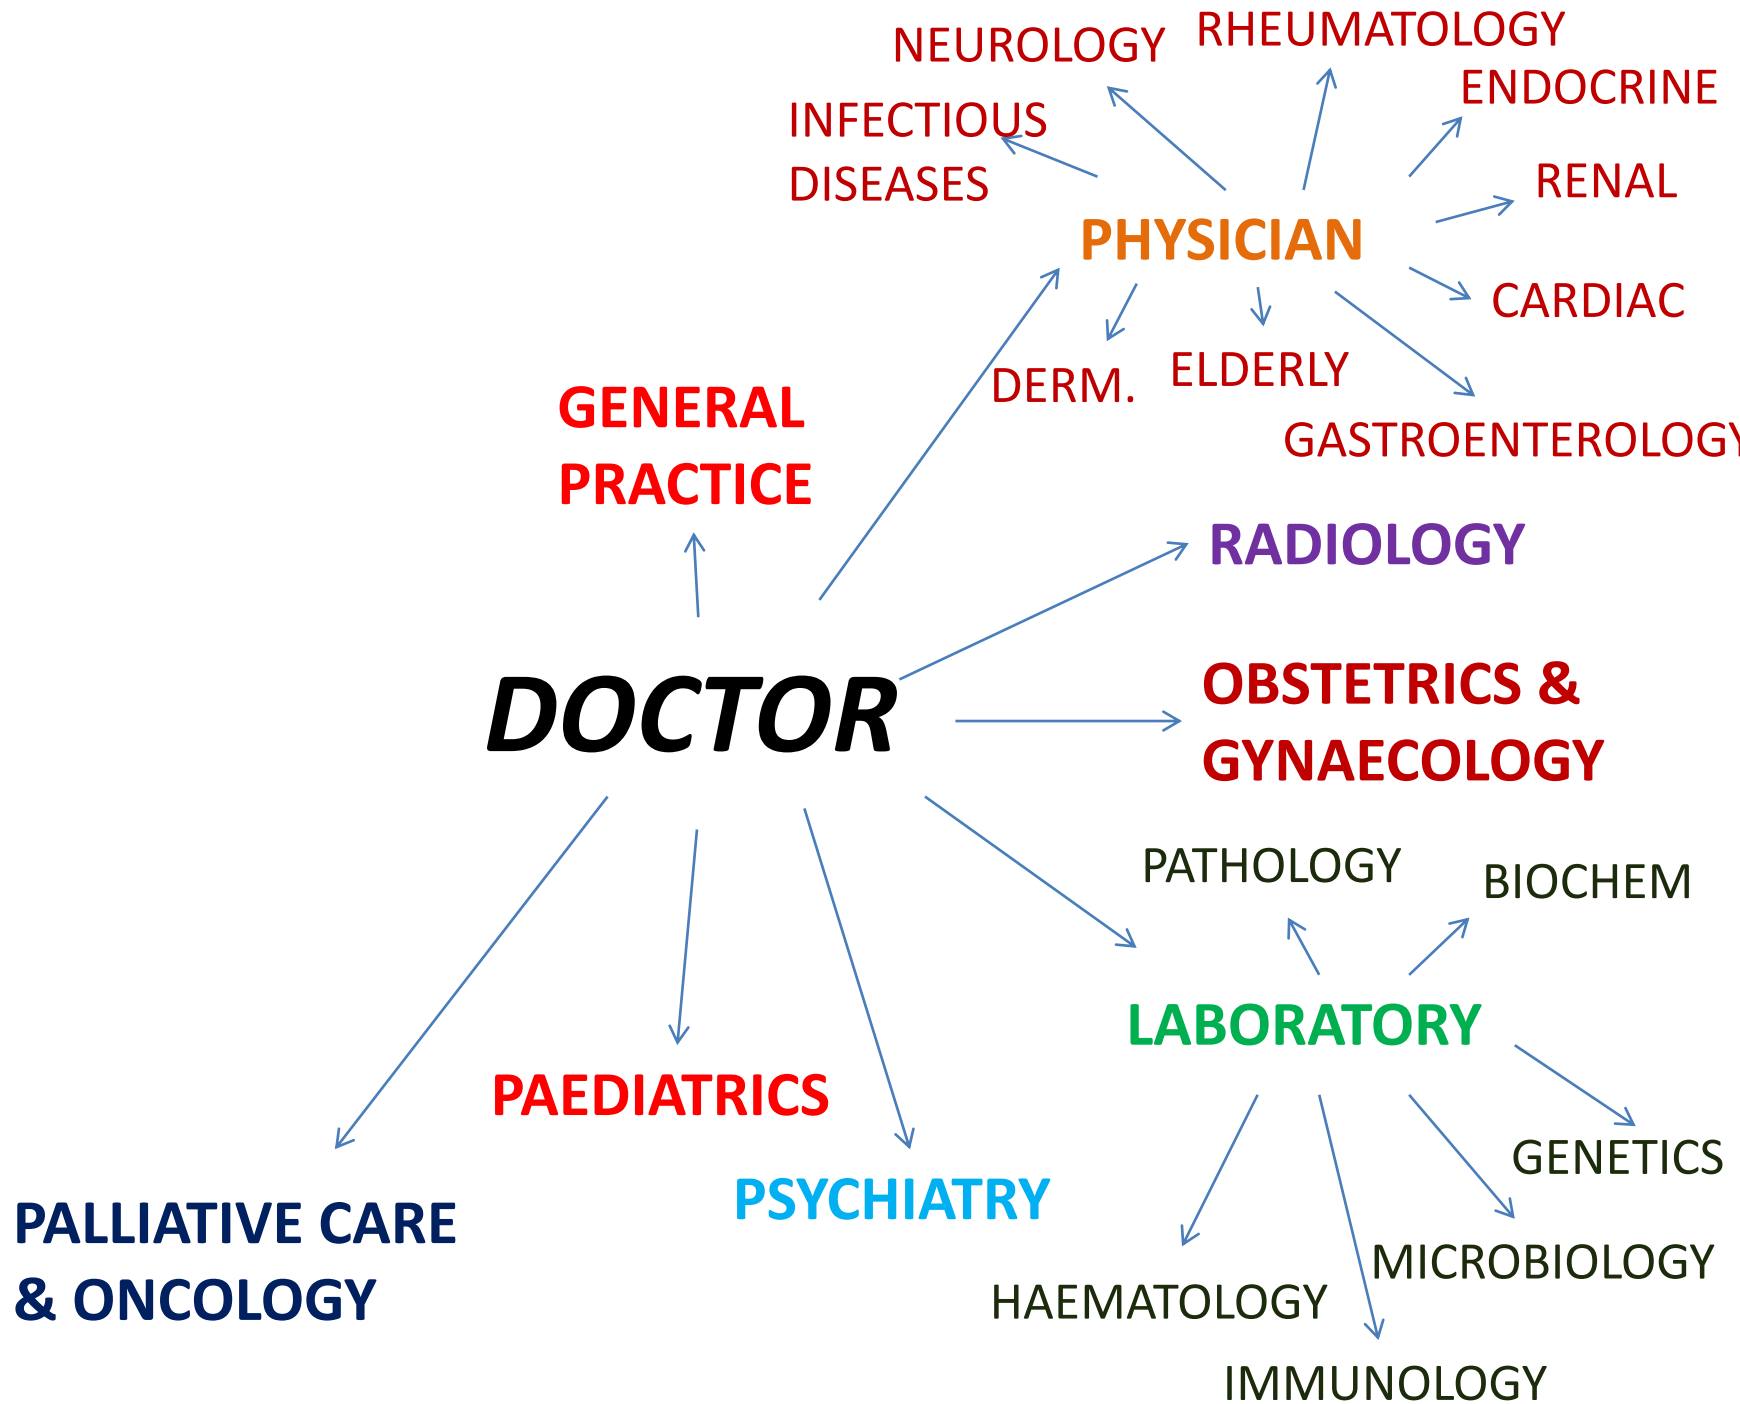 NEUROLOGY
RHEUMATOLOGY
ENDOCRINE
INFECTIOUS
DISEASES
RENAL
PHYSICIAN
CARDIAC
DERM.
ELDERLY
GASTROENTEROLOGY
GENERAL
PRACTICE
RADIOLOGY
DOCTOR
OBSTETRICS &
GYNAECOLOGY
PATHOLOGY
BIOCHEM
LABORATORY
PAEDIATRICS
GENETICS
PSYCHIATRY
PALLIATIVE CARE
& ONCOLOGY
MICROBIOLOGY
HAEMATOLOGY
IMMUNOLOGY